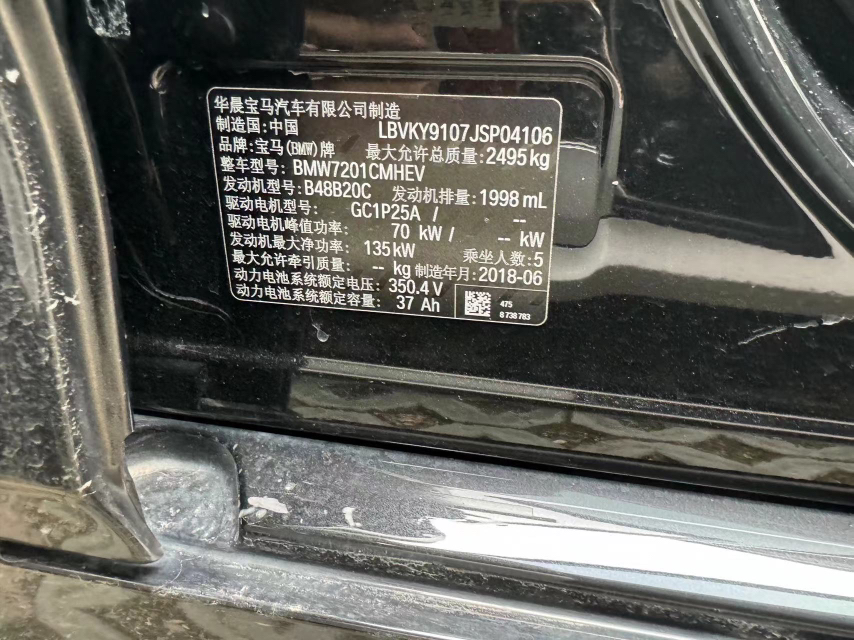 华晨宝马汽车有限公司制造
制造国:中国 LBVKY9107JSP04106
品牌:宝马(BMW)牌 最大允许总质量:2495kg
整车型号: BMW7201CMHEV
发动机型号:B48B20C 发动机排量:1998 mL
驱动电机型号: GC1P25A / --
驱动电机峰值功率: 70 kW / -- kW
发动机最大净功率: 135kW 乘坐人数:5
最大允许牵引质量: -- kg 制造年月:2018-06
动力电池系统额定电压: 350.4 V
动力电池系统额定容量: 37 Ah
475
8 738 783